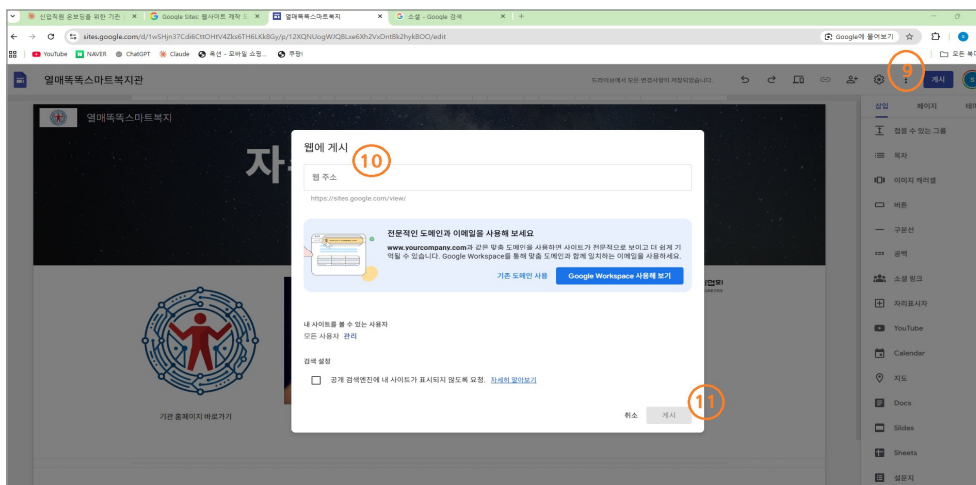 신입직원 온보딩을 위한 기관
Google Sites: 웹사이트 제작 도
열매똑똑스마트복지
소셜 - Google 검색
sites.google.com/d/1wSHjn37Cdi6CttOHtV4Zks6TH6LKk8Gy/p/12XQNUogWJQBLxe6Xh2VxDntBk2hykBOO/edit
Google에 물어보기
YouTube
NAVER
ChatGPT
Claude
옥션 - 모바일 쇼핑...
쿠팡!
모든 북마
열매똑똑스마트복지관
드라이브에서 모든 변경사항이 저장되었습니다.
9
게시
삽입
페이지
테마
열매똑똑스마트복지
자
접을 수 있는 그룹
목차
이미지 캐러셀
버튼
구분선
공백
소셜 링크
자리표시자
YouTube
Calendar
지도
Docs
Slides
Sheets
설문지
웹에 게시
10
웹 주소
https://sites.google.com/view/
전문적인 도메인과 이메일을 사용해 보세요
www.yourcompany.com과 같은 맞춤 도메인을 사용하면 사이트가 전문적으로 보이고 더 쉽게 기
억될 수 있습니다. Google Workspace를 통해 맞춤 도메인과 함께 일치하는 이메일을 사용하세요.
기존 도메인 사용
Google Workspace 사용해 보기
내 사이트를 볼 수 있는 사용자
모든 사용자 관리
검색 설정
공개 검색엔진에 내 사이트가 표시되지 않도록 요청. 자세히 알아보기
11
취소
게시
기관 홈페이지 바로가기